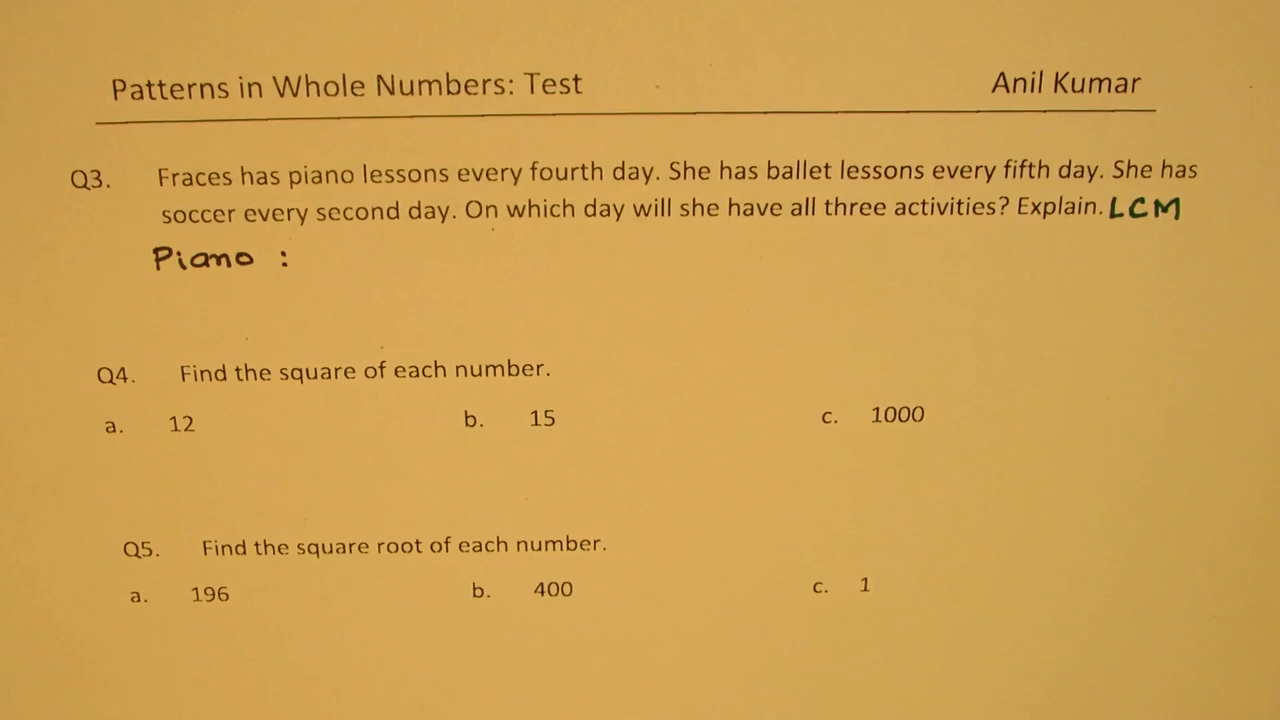 Patterns in Whole Numbers: Test Anil Kumar
Q3. Fraces has piano lessons every fourth day. She has ballet lessons every fifth day. She has
soccer every second day. On which day will she have all three activities? Explain. LCM
Piano :
Q4. Find the square of each number.
a. 12 b. 15 c. 1000
Q5. Find the square root of each number.
a. 196 b. 400 c. 1